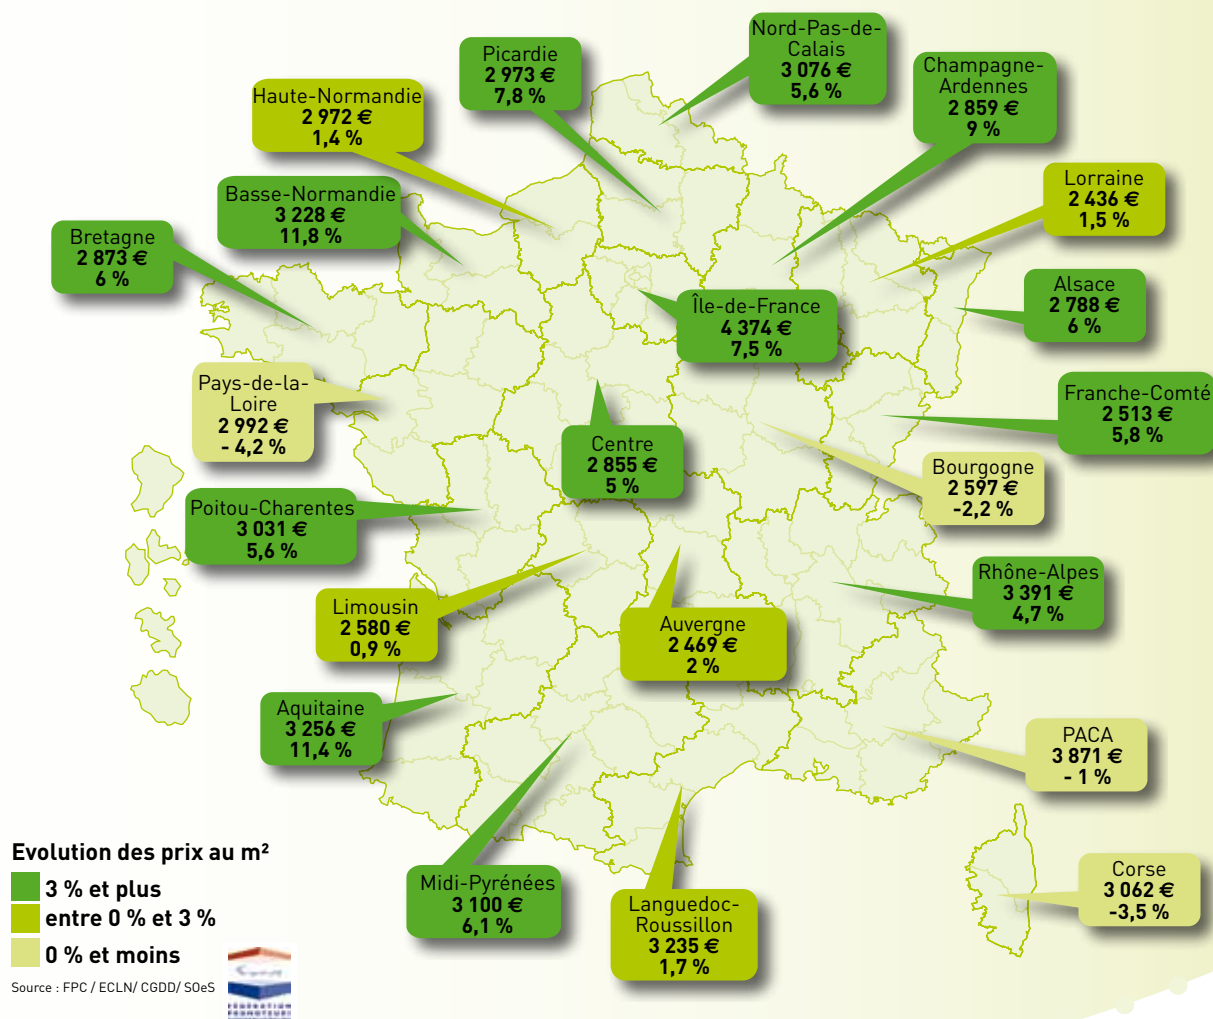 Nord-Pas-de-
Calais
3 076 €
5,6 %
Picardie
2 973 €
7,8 %
Champagne-
Ardennes
2 859 €
9 %
Haute-Normandie
2 972 €
1,4 %
Lorraine
2 436 €
1,5 %
Basse-Normandie
3 228 €
11,8 %
Bretagne
2 873 €
6 %
Alsace
2 788 €
6 %
Île-de-France
4 374 €
7,5 %
Pays-de-la-
Loire
2 992 €
- 4,2 %
Franche-Comté
2 513 €
5,8 %
Centre
2 855 €
5 %
Bourgogne
2 597 €
-2,2 %
Poitou-Charentes
3 031 €
5,6 %
Rhône-Alpes
3 391 €
4,7 %
Limousin
2 580 €
0,9 %
Auvergne
2 469 €
2 %
Aquitaine
3 256 €
11,4 %
PACA
3 871 €
- 1 %
Midi-Pyrénées
3 100 €
6,1 %
Languedoc-
Roussillon
3 235 €
1,7 %
Corse
3 062 €
-3,5 %
Evolution des prix au m²
3 % et plus
entre 0 % et 3 %
0 % et moins
Source : FPC / ECLN/ CGDD/ SOeS